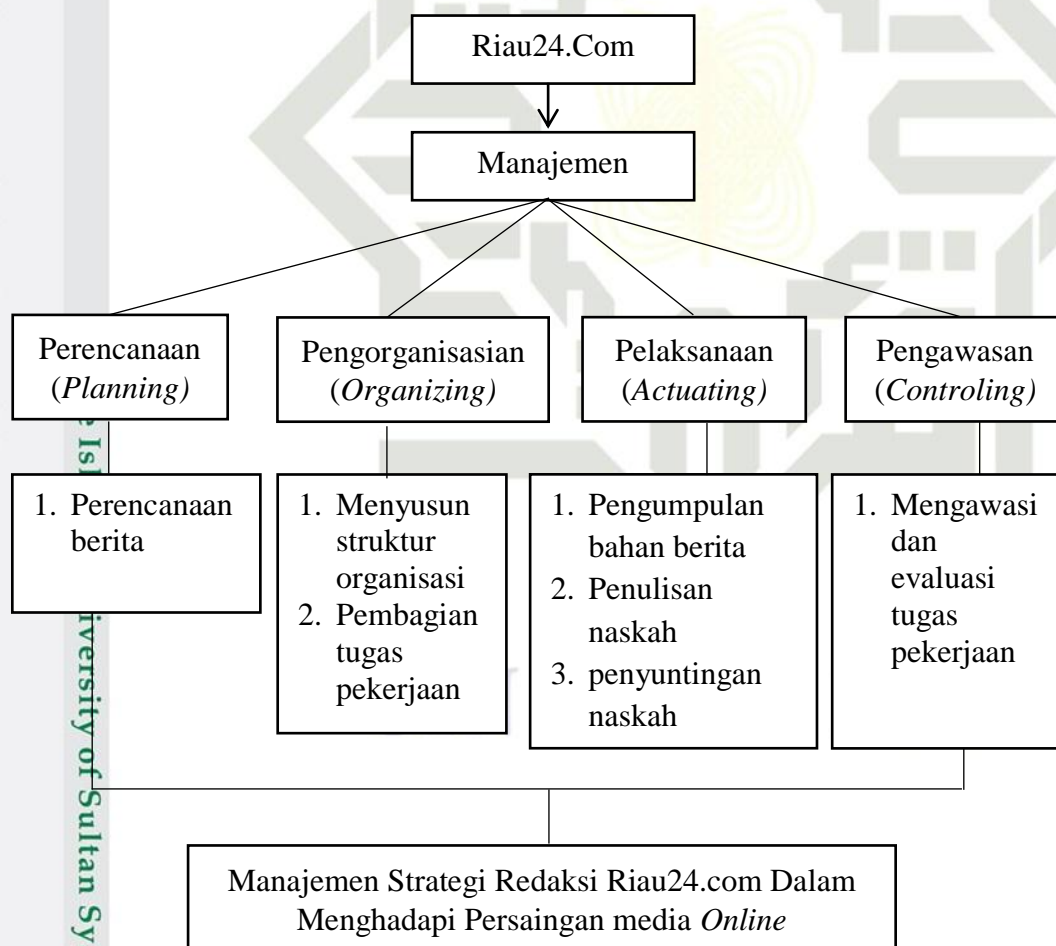 Riau24.Com
Manajemen
Perencanaan
(Planning)
Pengorganisasian
(Organizing)
Pelaksanaan
(Actuating)
Pengawasan
(Controling)
1. Perencanaan
berita
1. Menyusun
struktur
organisasi
2. Pembagian
tugas
pekerjaan
1. Pengumpulan
bahan berita
2. Penulisan
naskah
3. penyuntingan
naskah
1. Mengawasi
dan
evaluasi
tugas
pekerjaan
Manajemen Strategi Redaksi Riau24.com Dalam
Menghadapi Persaingan media Online
of Sultan